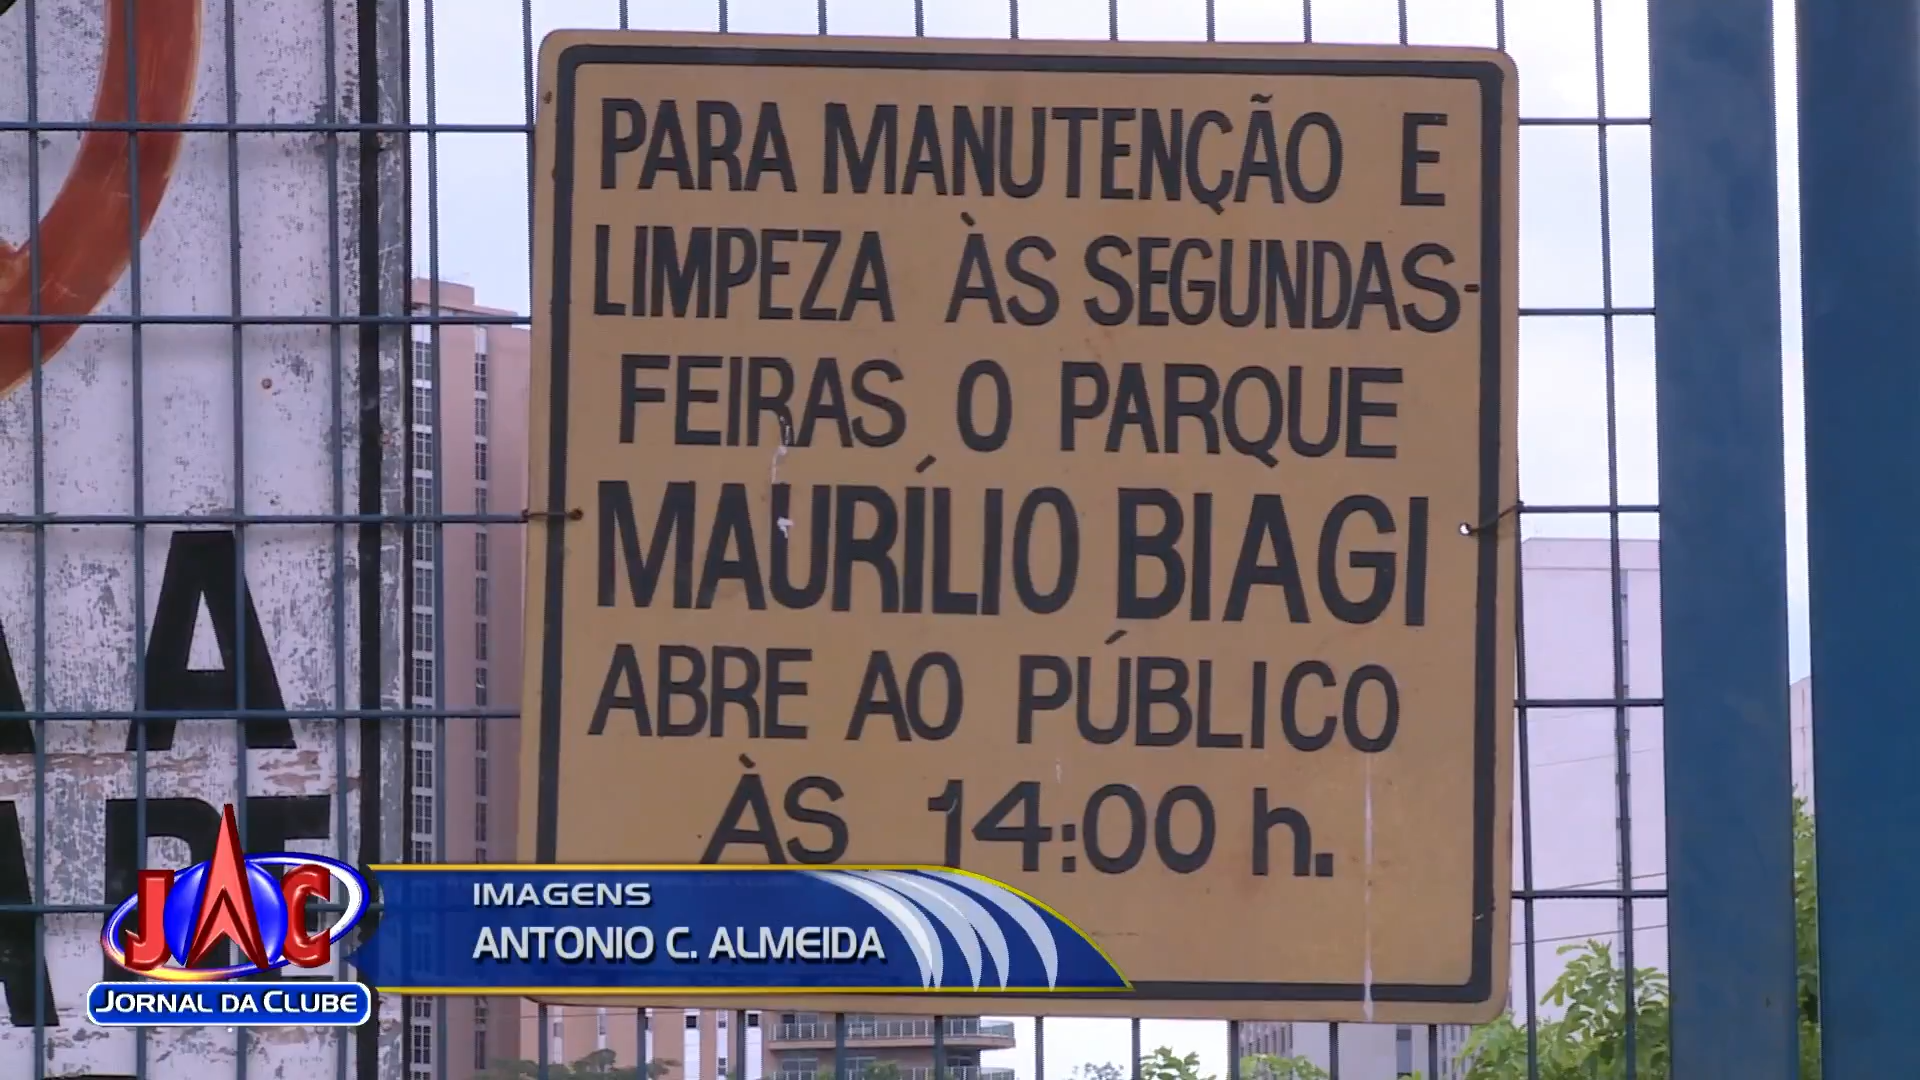 PARA MANUTENÇÃO E
LIMPEZA ÀS SEGUNDAS-
FEIRAS O PARQUE
MAURÍLIO BIAGI
ABRE AO PÚBLICO
ÀS 14:00 h.
A
JAC
JORNAL DA CLUBE
IMAGENS
ANTONIO C. ALMEIDA